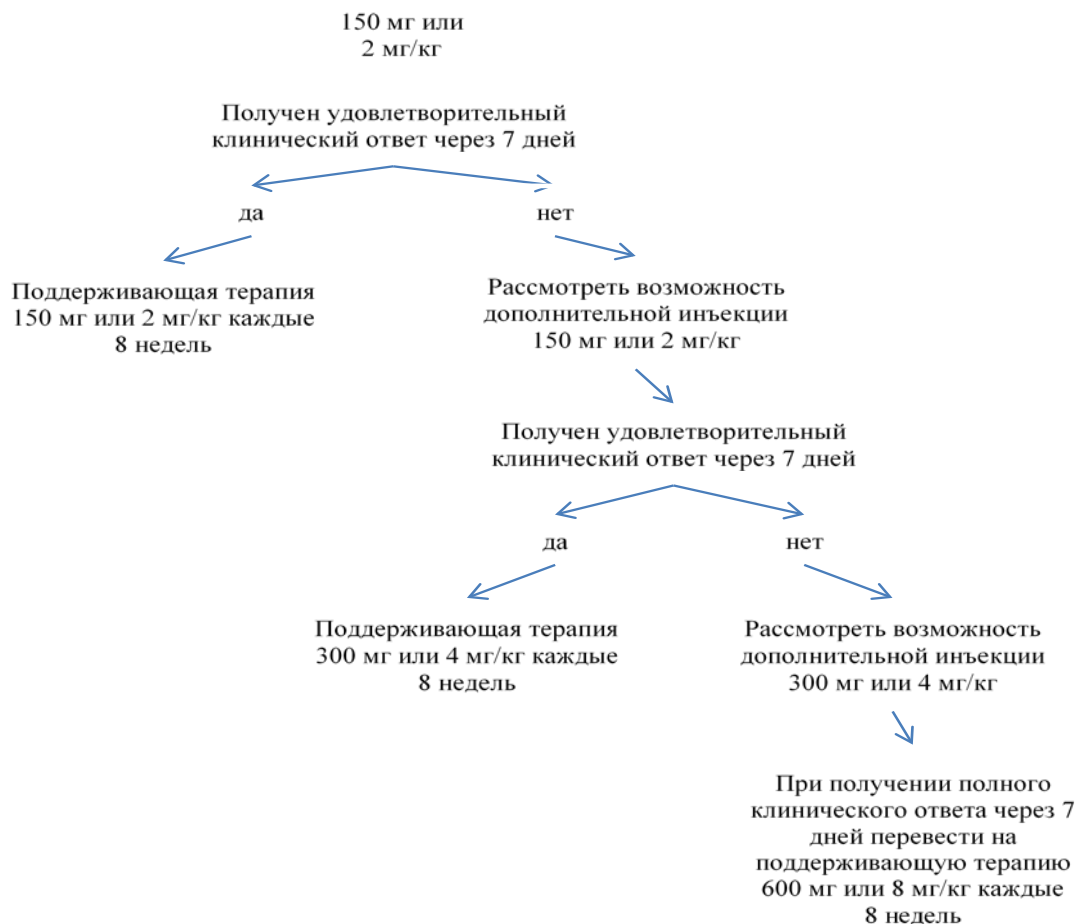 150 мг или
2 мг/кг
Получен удовлетворительный
клинический ответ через 7 дней
да
нет
Поддерживающая терапия
150 мг или 2 мг/кг каждые
8 недель
Рассмотреть возможность
дополнительной инъекции
150 мг или 2 мг/кг
Получен удовлетворительный
клинический ответ через 7 дней
да
нет
Поддерживающая терапия
300 мг или 4 мг/кг каждые
8 недель
Рассмотреть возможность
дополнительной инъекции
300 мг или 4 мг/кг
При получении полного
клинического ответа через 7
дней перевести на
поддерживающую терапию
600 мг или 8 мг/кг каждые
8 недель